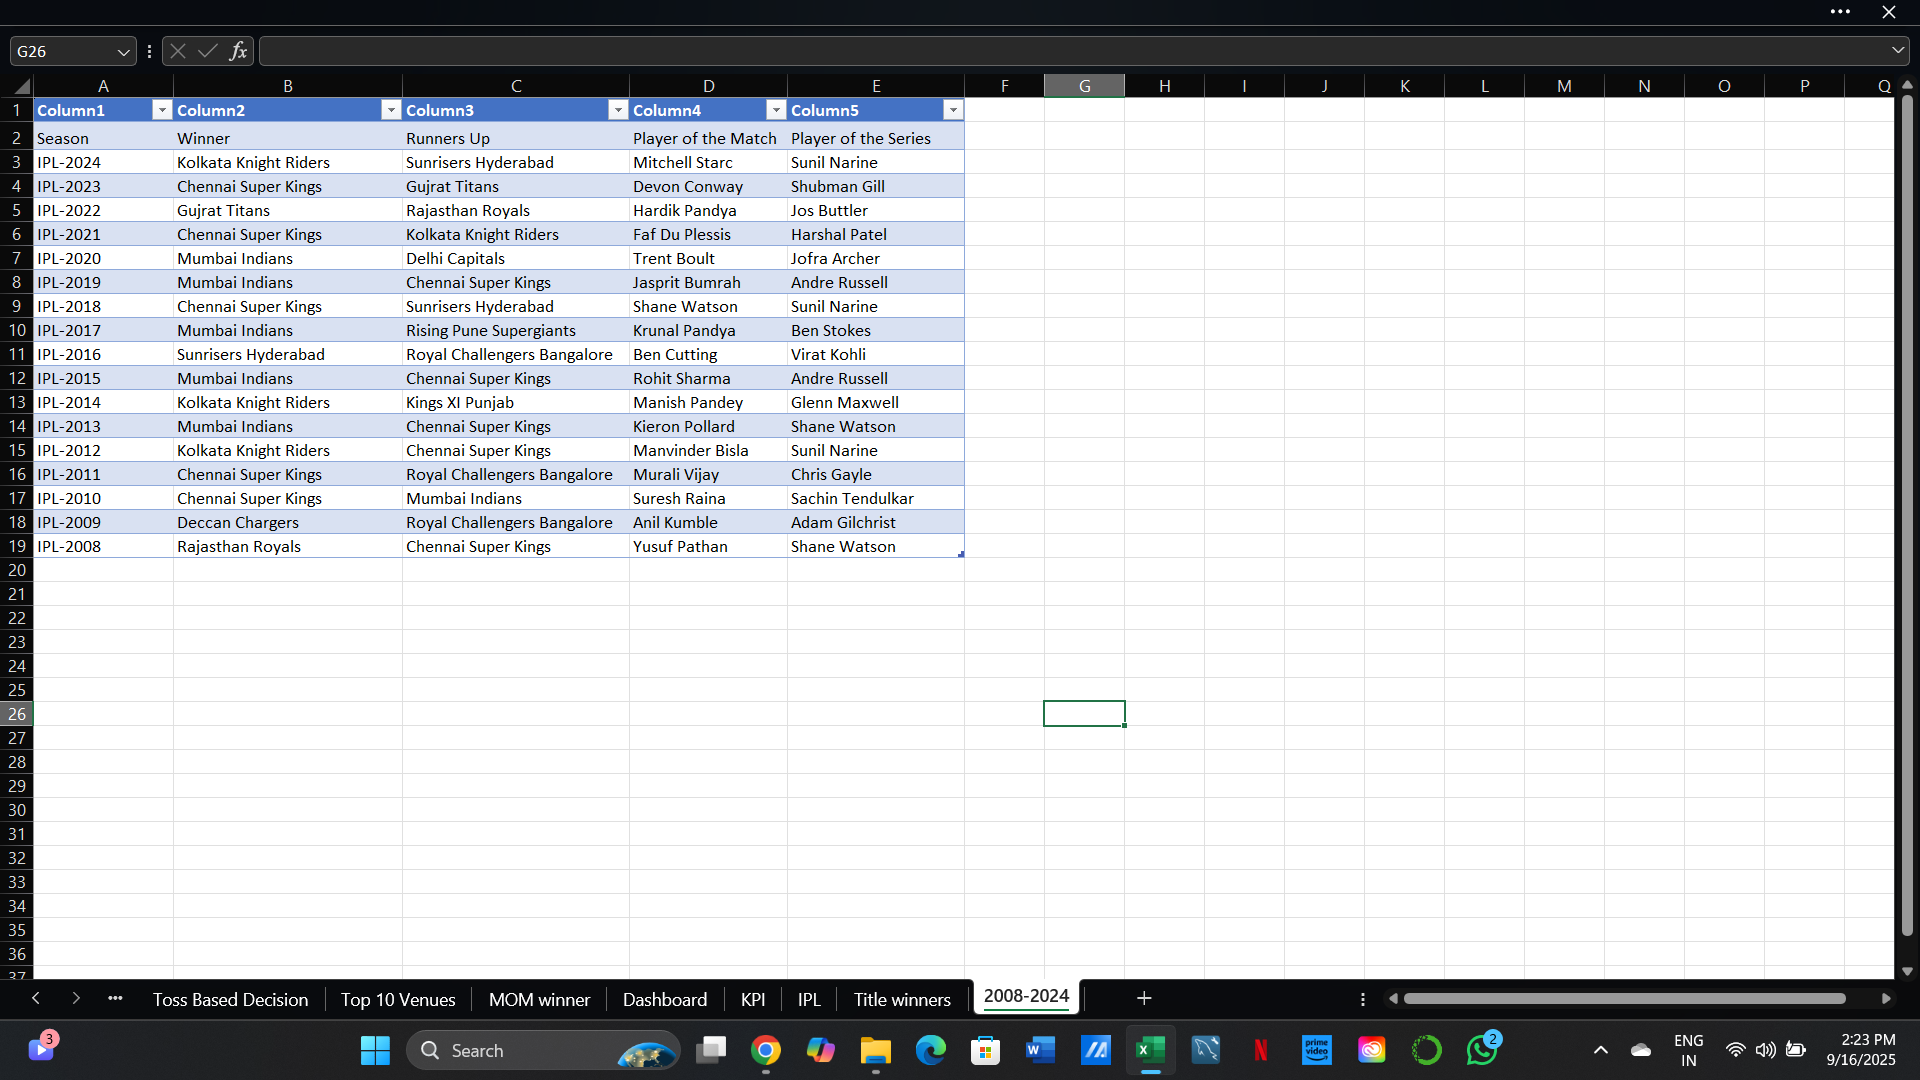 G26
fx
A B C D E F G H I J K L M N O P Q
1 Column1 Column2 Column3 Column4 Column5
2 Season Winner Runners Up Player of the Match Player of the Series
3 IPL-2024 Kolkata Knight Riders Sunrisers Hyderabad Mitchell Starc Sunil Narine
4 IPL-2023 Chennai Super Kings Gujrat Titans Devon Conway Shubman Gill
5 IPL-2022 Gujrat Titans Rajasthan Royals Hardik Pandya Jos Buttler
6 IPL-2021 Chennai Super Kings Kolkata Knight Riders Faf Du Plessis Harshal Patel
7 IPL-2020 Mumbai Indians Delhi Capitals Trent Boult Jofra Archer
8 IPL-2019 Mumbai Indians Chennai Super Kings Jasprit Bumrah Andre Russell
9 IPL-2018 Chennai Super Kings Sunrisers Hyderabad Shane Watson Sunil Narine
10 IPL-2017 Mumbai Indians Rising Pune Supergiants Krunal Pandya Ben Stokes
11 IPL-2016 Sunrisers Hyderabad Royal Challengers Bangalore Ben Cutting Virat Kohli
12 IPL-2015 Mumbai Indians Chennai Super Kings Rohit Sharma Andre Russell
13 IPL-2014 Kolkata Knight Riders Kings XI Punjab Manish Pandey Glenn Maxwell
14 IPL-2013 Mumbai Indians Chennai Super Kings Kieron Pollard Shane Watson
15 IPL-2012 Kolkata Knight Riders Chennai Super Kings Manvinder Bisla Sunil Narine
16 IPL-2011 Chennai Super Kings Royal Challengers Bangalore Murali Vijay Chris Gayle
17 IPL-2010 Chennai Super Kings Mumbai Indians Suresh Raina Sachin Tendulkar
18 IPL-2009 Deccan Chargers Royal Challengers Bangalore Anil Kumble Adam Gilchrist
19 IPL-2008 Rajasthan Royals Chennai Super Kings Yusuf Pathan Shane Watson
20
21
22
23
24
25
26
27
28
29
30
31
32
33
34
35
36
37
Toss Based Decision Top 10 Venues MOM winner Dashboard KPI IPL Title winners 2008-2024
3 Search W N prime video 2 ENG IN 2:23 PM
9/16/2025